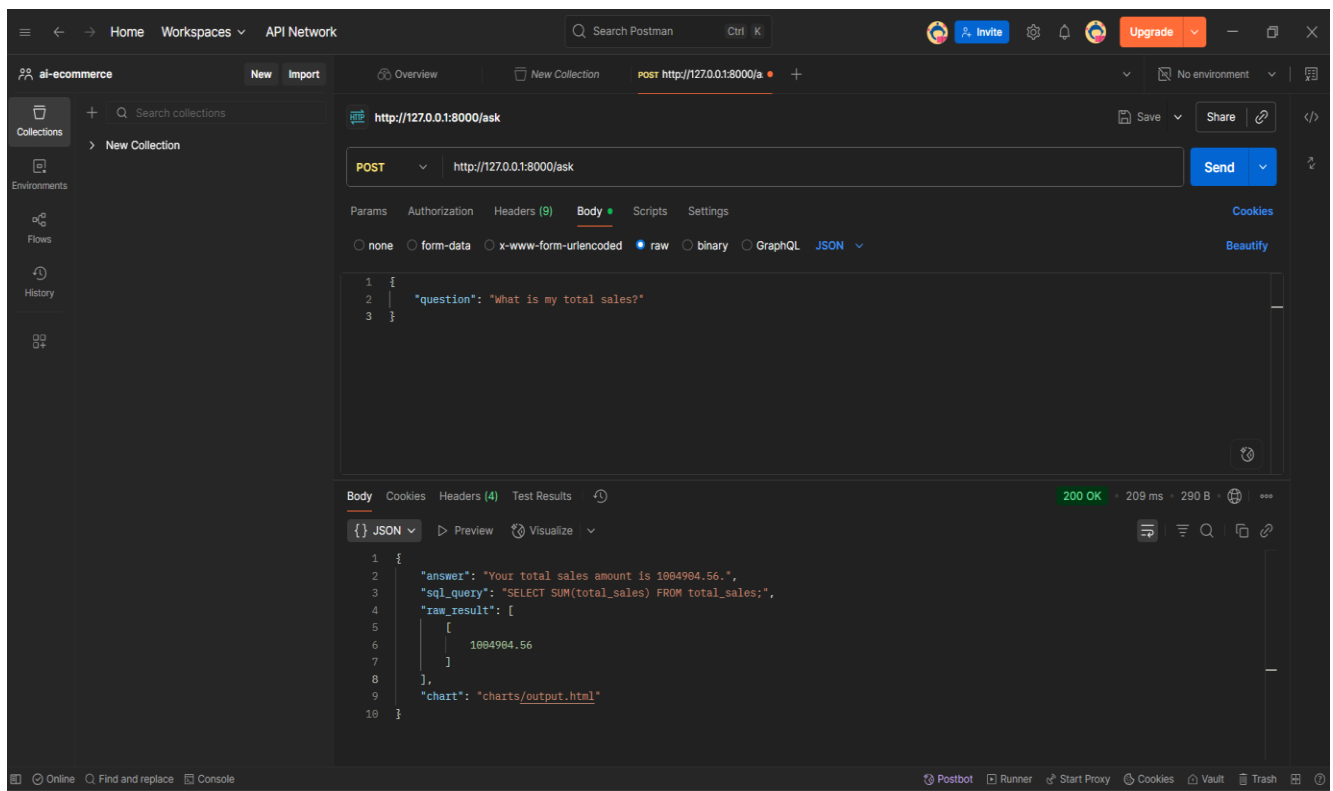 Home Workspaces API Network Search Postman Ctrl K Invite Upgrade
ai-ecommerce New Import Overview New Collection POST http://127.0.0.1:8000/a No environment
Collections Search collections http://127.0.0.1:8000/ask Save Share
New Collection
Environments POST http://127.0.0.1:8000/ask Send
Flows Params Authorization Headers (9) Body Scripts Settings Cookies
none form-data x-www-form-urlencoded raw binary GraphQL JSON Beautify
History
1 {
2 "question": "What is my total sales?"
3 }
Body Cookies Headers (4) Test Results 200 OK 209 ms 290 B
{} JSON Preview Visualize
1 {
2 "answer": "Your total sales amount is 1004904.56.",
3 "sql_query": "SELECT SUM(total_sales) FROM total_sales;",
4 "raw_result": [
5 [
6 1004904.56
7 ]
8 ],
9 "chart": "charts/output.html"
10 }
Online Find and replace Console Postbot Runner Start Proxy Cookies Vault Trash